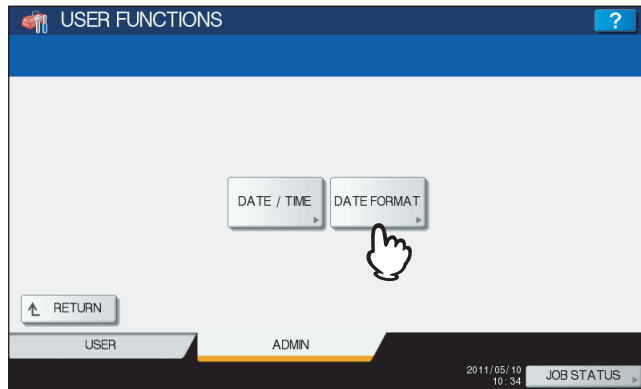 USER FUNCTIONS
?
DATE / TIME
DATE FORMAT
RETURN
USER
ADMIN
2011/05/10
10:34
JOB STATUS